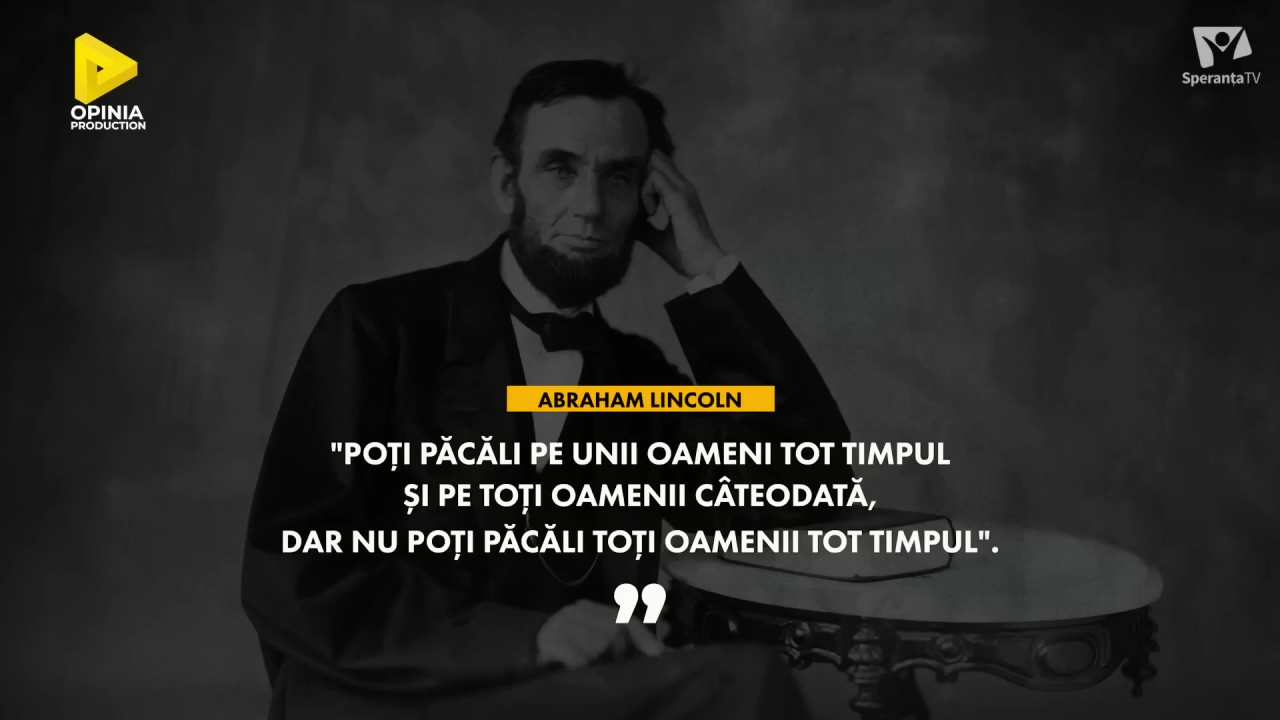 OPINIA
PRODUCTION
SperanțaTV
ABRAHAM LINCOLN
"POȚI PĂCĂLI PE UNII OAMENI TOT TIMPUL
ȘI PE TOȚI OAMENII CÂTEODATĂ,
DAR NU POȚI PĂCĂLI TOȚI OAMENII TOT TIMPUL".
”